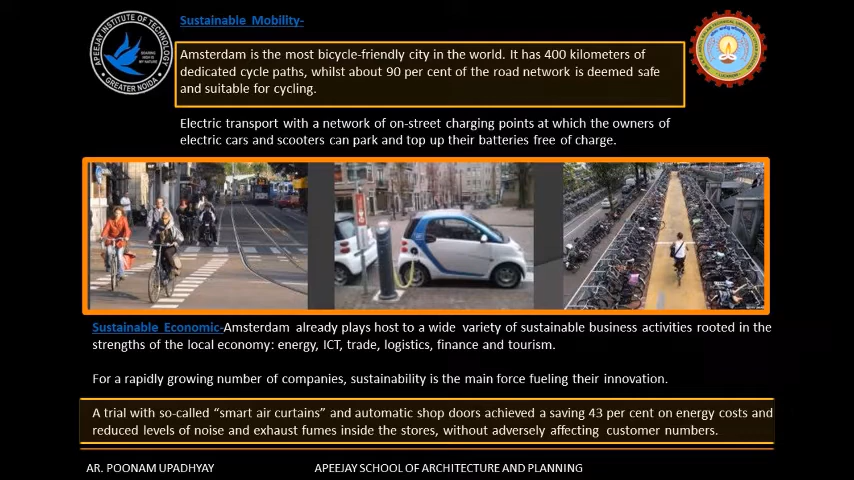 Sustainable Mobility-
Amsterdam is the most bicycle-friendly city in the world. It has 400 kilometers of
dedicated cycle paths, whilst about 90 per cent of the road network is deemed safe
and suitable for cycling.
Electric transport with a network of on-street charging points at which the owners of
electric cars and scooters can park and top up their batteries free of charge.
Sustainable Economic-Amsterdam already plays host to a wide variety of sustainable business activities rooted in the
strengths of the local economy: energy, ICT, trade, logistics, finance and tourism.
For a rapidly growing number of companies, sustainability is the main force fueling their innovation.
A trial with so-called “smart air curtains” and automatic shop doors achieved a saving 43 per cent on energy costs and
reduced levels of noise and exhaust fumes inside the stores, without adversely affecting customer numbers.
AR. POONAM UPADHYAY
APEEJAY SCHOOL OF ARCHITECTURE AND PLANNING
APEEJAY INSTITUTE OF TECHNOLOGY
GREATER NOIDA